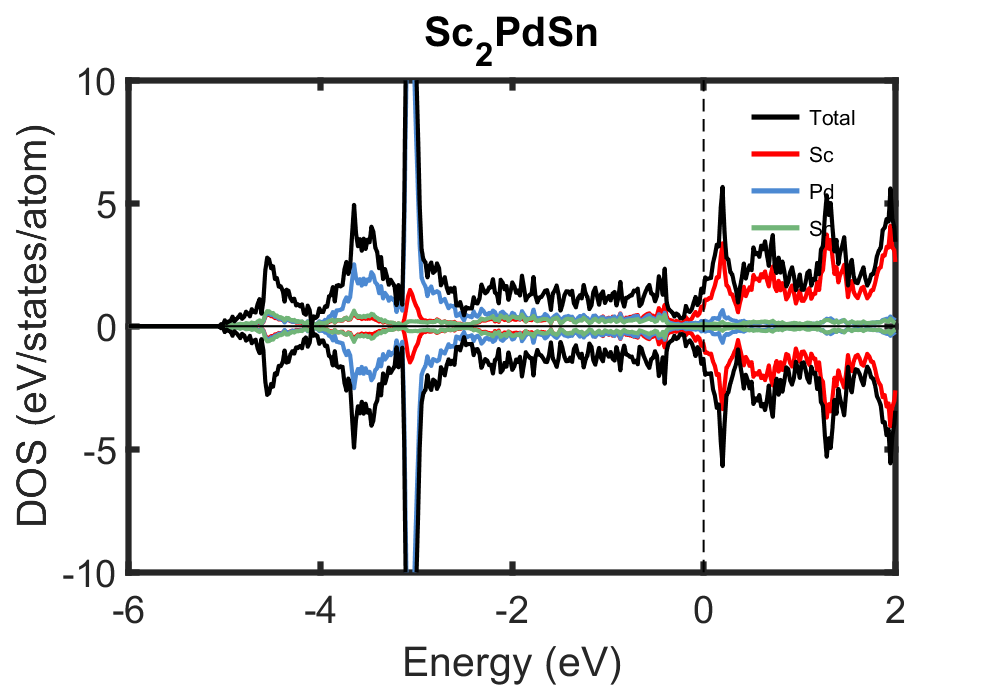 Sc2PdSn
10
5
0
-5
-10
-6
-4
-2
0
2
DOS (eV/states/atom)
Energy (eV)
Total
Sc
Pd
Sn